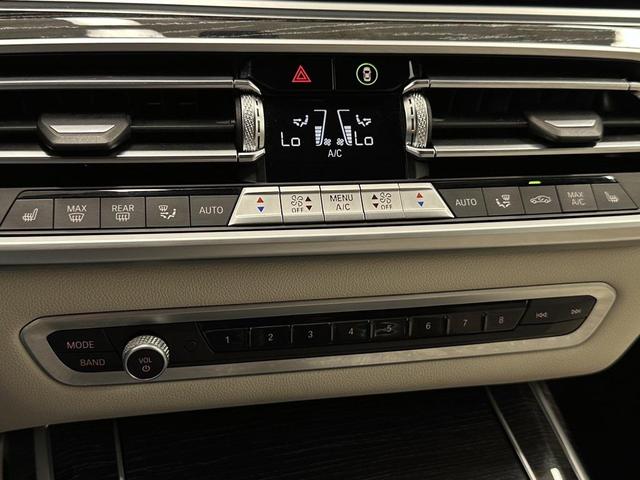 Lo Lo
A/C
MAX REAR AUTO OFF MENU A/C OFF AUTO MAX A/C
MODE 1 2 3 4 5 6 7 8
BAND VOL